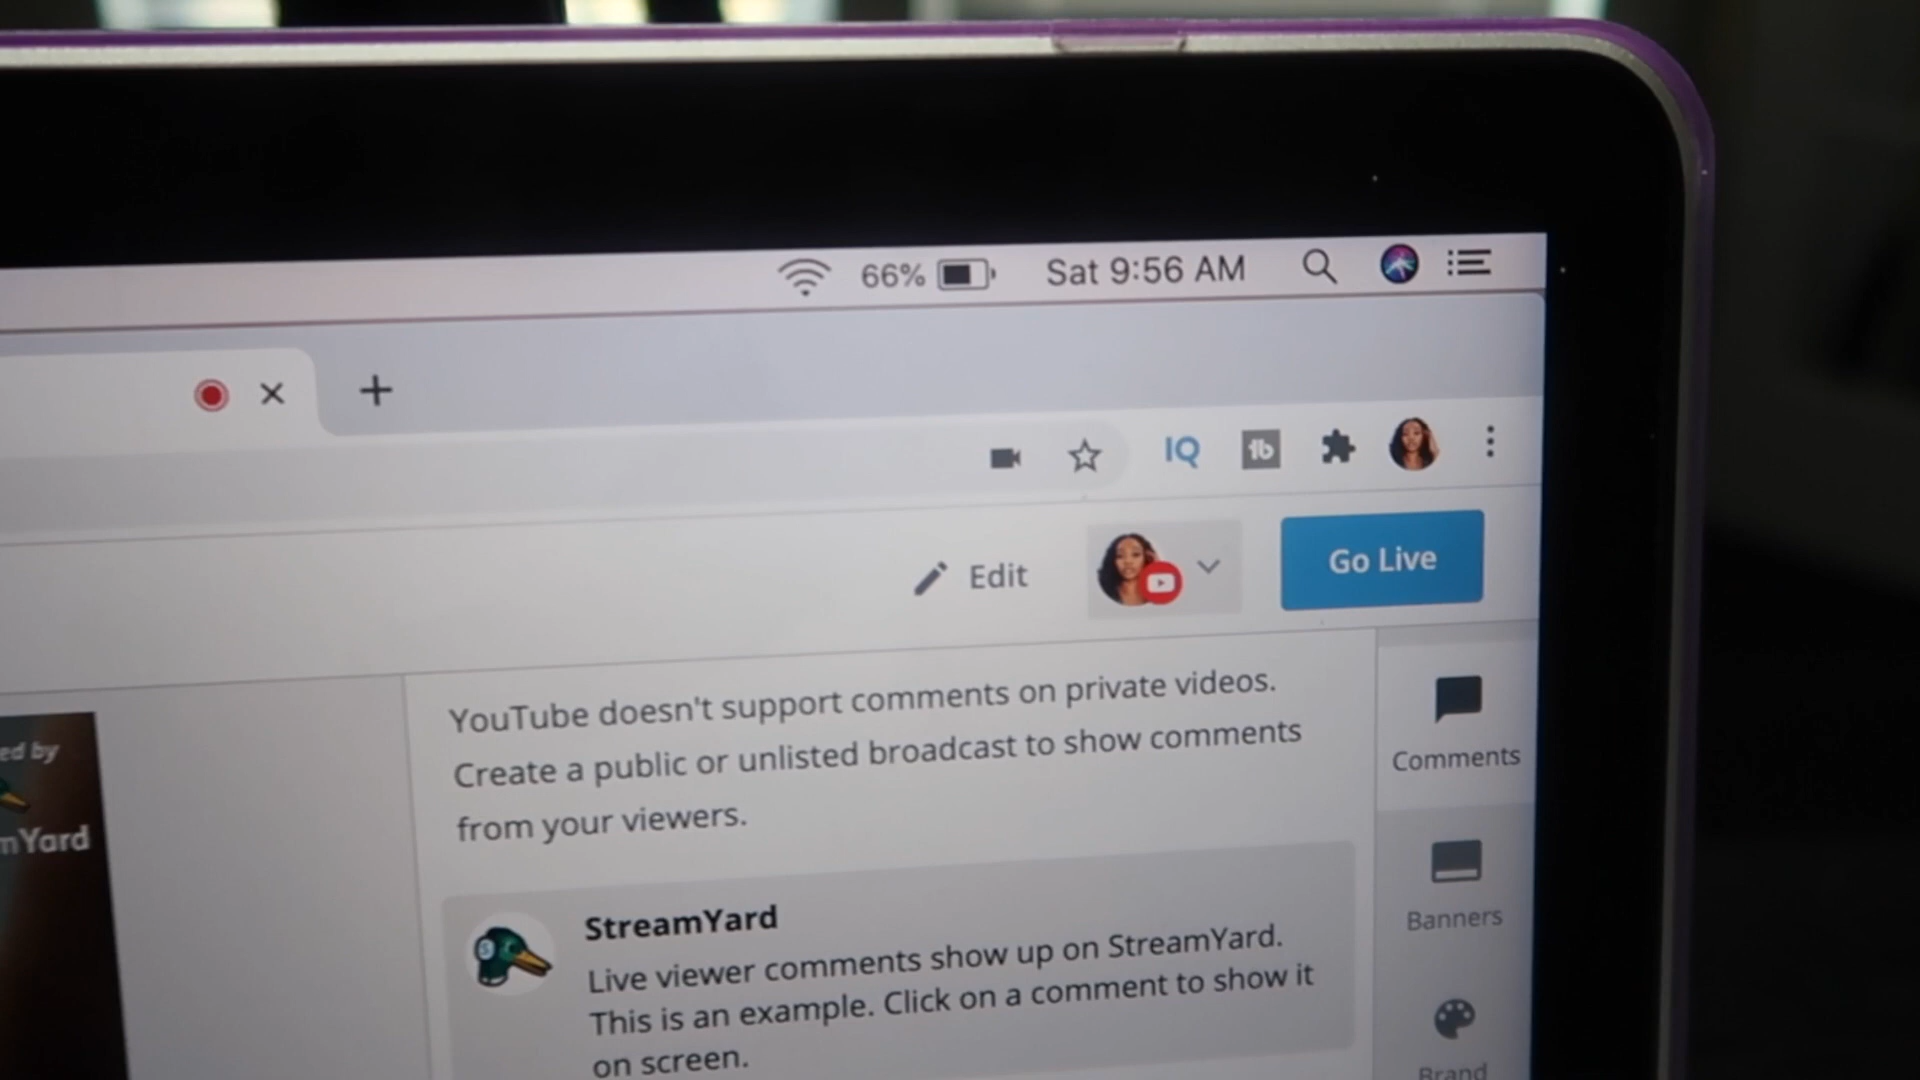 66% Sat 9:56 AM
IQ tb
Edit Go Live
YouTube doesn't support comments on private videos.
Create a public or unlisted broadcast to show comments
from your viewers.
Comments
ed by
mYard
Banners
StreamYard
Live viewer comments show up on StreamYard.
This is an example. Click on a comment to show it
on screen.
Brand